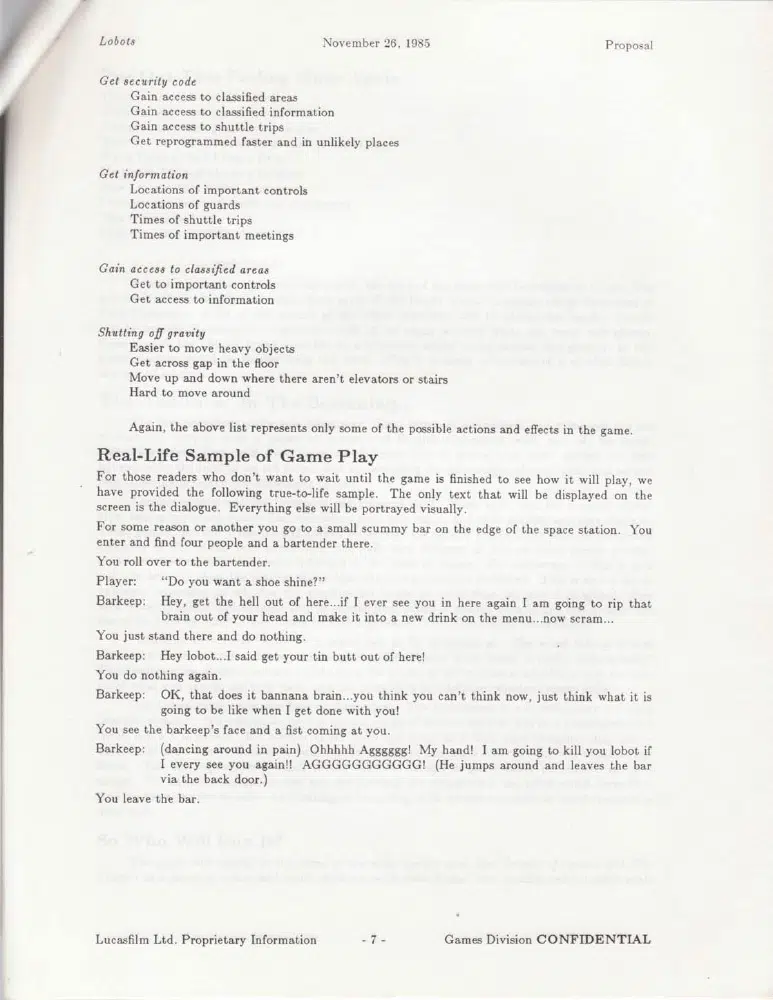 Lobots November 26, 1985 Proposal
Get security code
Gain access to classified areas
Gain access to classified information
Gain access to shuttle trips
Get reprogrammed faster and in unlikely places
Get information
Locations of important controls
Locations of guards
Times of shuttle trips
Times of important meetings
Gain access to classified areas
Get to important controls
Get access to information
Shutting off gravity
Easier to move heavy objects
Get across gap in the floor
Move up and down where there aren't elevators or stairs
Hard to move around
Again, the above list represents only some of the possible actions and effects in the game.
Real-Life Sample of Game Play
For those readers who don't want to wait until the game is finished to see how it will play, we
have provided the following true-to-life sample. The only text that will be displayed on the
screen is the dialogue. Everything else will be portrayed visually.
For some reason or another you go to a small scummy bar on the edge of the space station. You
enter and find four people and a bartender there.
You roll over to the bartender.
Player: "Do you want a shoe shine?"
Barkeep: Hey, get the hell out of here...if I ever see you in here again I am going to rip that
brain out of your head and make it into a new drink on the menu...now scram...
You just stand there and do nothing.
Barkeep: Hey lobot...I said get your tin butt out of here!
You do nothing again.
Barkeep: OK, that does it bannana brain...you think you can't think now, just think what it is
going to be like when I get done with you!
You see the barkeep's face and a fist coming at you.
Barkeep: (dancing around in pain) Ohhhhh Agggggg! My hand! I am going to kill you lobot if
I every see you again!! AGGGGGGGGGGG! (He jumps around and leaves the bar
via the back door.)
You leave the bar.
So Who Will Buy It?
Lucasfilm Ltd. Proprietary Information - 7 - Games Division CONFIDENTIAL